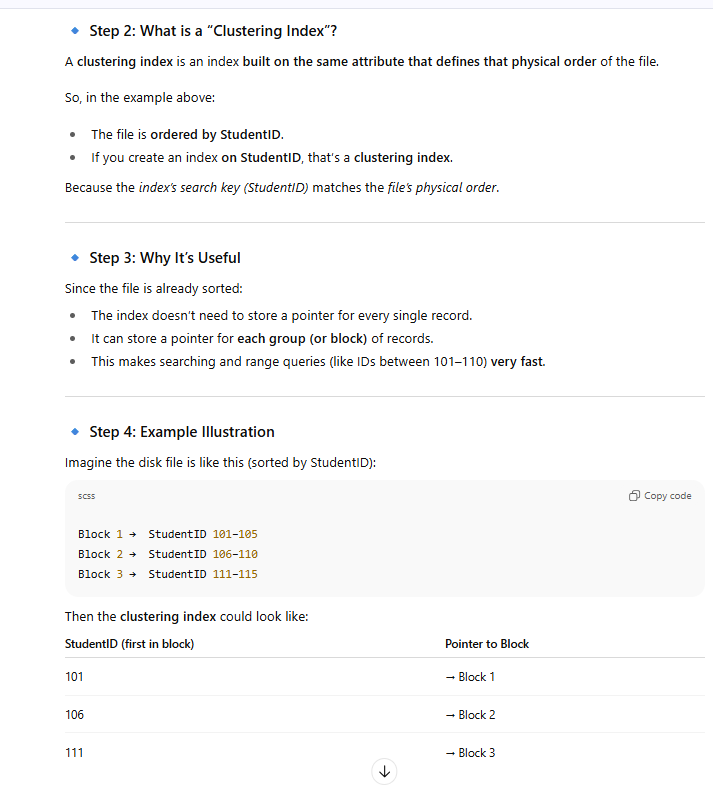 Step 2: What is a “Clustering Index”?
A clustering index is an index built on the same attribute that defines that physical order of the file.
So, in the example above:
• The file is ordered by StudentID.
• If you create an index on StudentID, that's a clustering index.
Because the index’s search key (StudentID) matches the file’s physical order.
Step 3: Why It’s Useful
Since the file is already sorted:
• The index doesn’t need to store a pointer for every single record.
• It can store a pointer for each group (or block) of records.
• This makes searching and range queries (like IDs between 101–110) very fast.
Step 4: Example Illustration
Imagine the disk file is like this (sorted by StudentID):
scss
Copy code
Block 1 → StudentID 101–105
Block 2 → StudentID 106–110
Block 3 → StudentID 111–115
Then the clustering index could look like:
StudentID (first in block) Pointer to Block
101 → Block 1
106 → Block 2
111 → Block 3